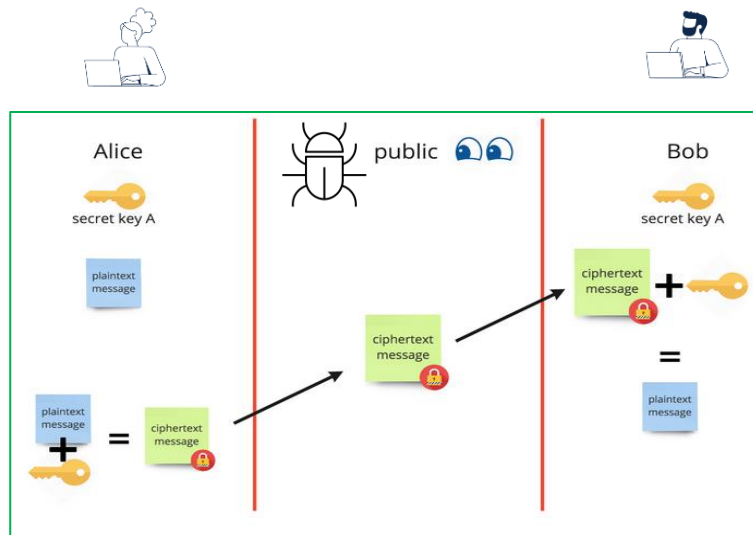 Alice
secret key A
plaintext
message
plaintext
message
+
=
ciphertext
message
public
ciphertext
message
Bob
secret key A
ciphertext
message
+
=
plaintext
message